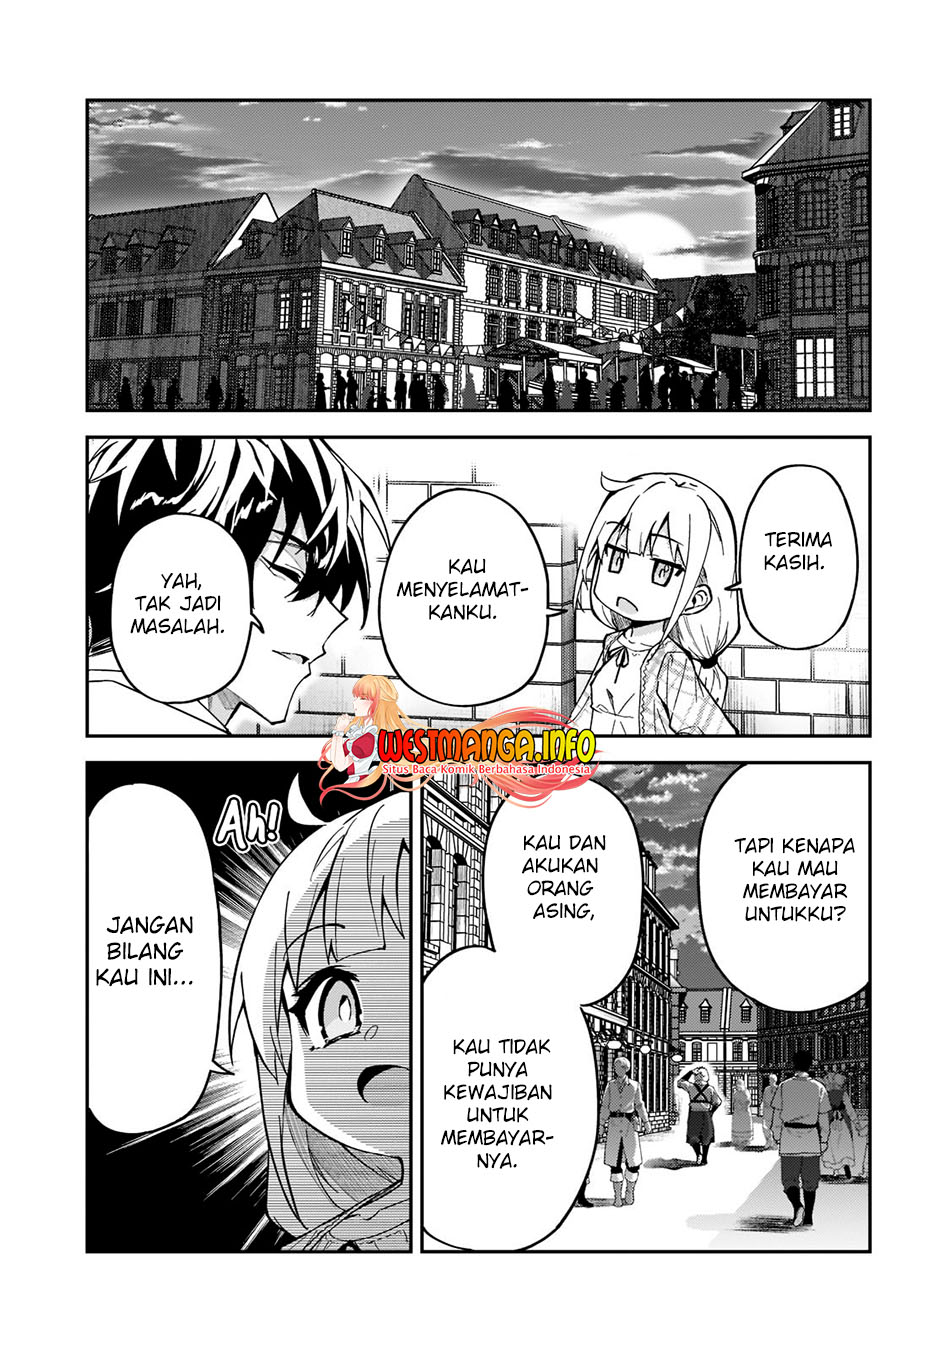 TERIMA
KASIH.
KAU
MENYELAMAT-
KANKU.
YAH,
TAK JADI
MASALAH.
WESTMANGA.INFO
Situs Baca Komik Berbahasa Indonesia
TAPI KENAPA
KAU MAU
MEMBAYAR
UNTUKKU?
KAU DAN
AKUKAN
ORANG
ASING,
KAU TIDAK
PUNYA
KEWAJIBAN
UNTUK
MEMBAYAR-
NYA.
Ah!
JANGAN
BILANG
KAU INI...